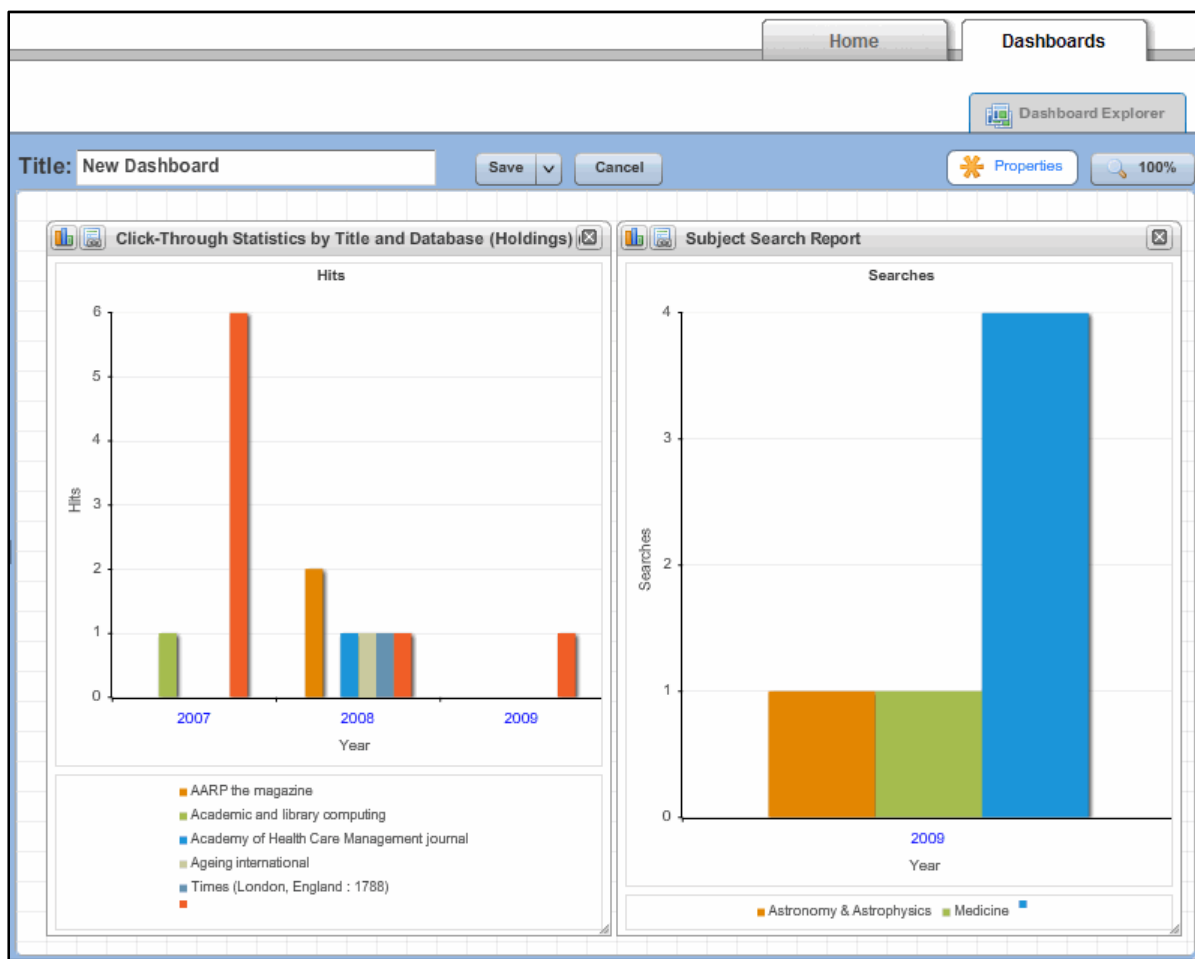 Home
Dashboards
Dashboard Explorer
Title: New Dashboard
Save
Cancel
Properties
100%
Click-Through Statistics by Title and Database (Holdings)
Hits
6
5
4
3
2
1
0
Hits
2007
2008
2009
Year
AARP the magazine
Academic and library computing
Academy of Health Care Management journal
Ageing international
Times (London, England : 1788)
Subject Search Report
Searches
4
3
2
1
0
Searches
2009
Year
Astronomy & Astrophysics
Medicine